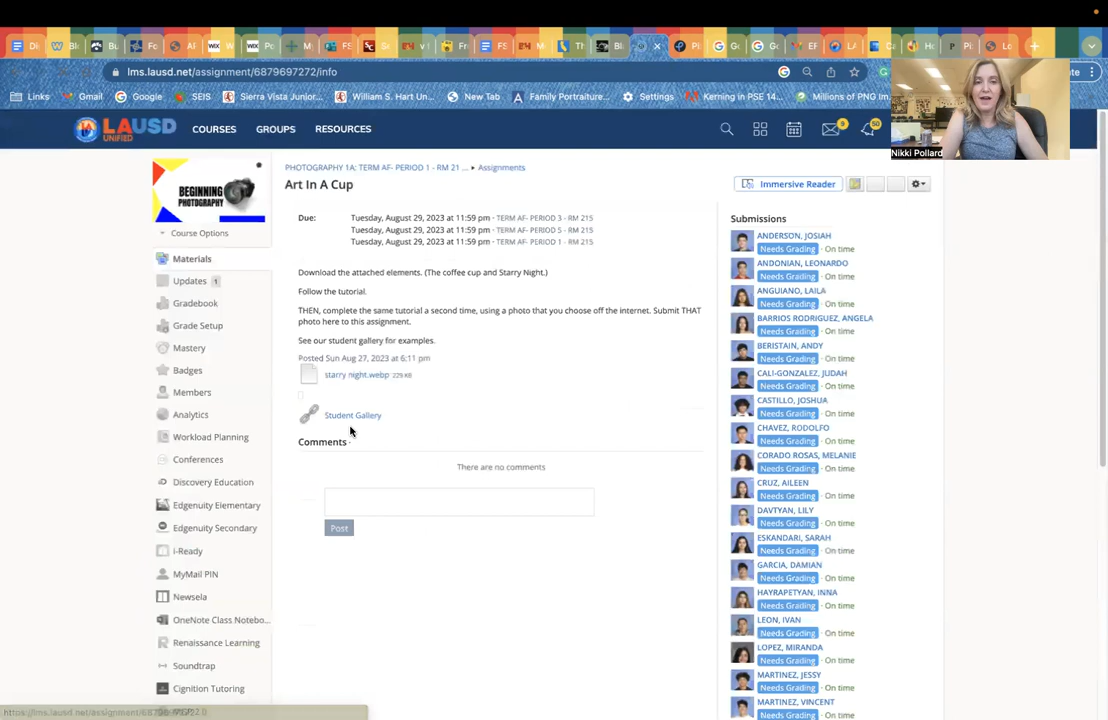 lms.lausd.net/assignment/6879697272/info
Links
Gmail
Google
SEIS
Sierra Vista Junior...
William S. Hart Un...
New Tab
Family Portraiture...
Settings
Kerning in PSE 14...
Millions of PNG Im
Nikki Pollard
LAUSD
UNIFIED
COURSES
GROUPS
RESOURCES
9
50
BEGINNING
PHOTOGRAPHY
Course Options
Materials
Updates 1
Gradebook
Grade Setup
Mastery
Badges
Members
Analytics
Workload Planning
Conferences
Discovery Education
Edgenuity Elementary
Edgenuity Secondary
i-Ready
MyMail PIN
Newsela
OneNote Class Notebo...
Renaissance Learning
Soundtrap
Cignition Tutoring
PHOTOGRAPHY 1A: TERM AF- PERIOD 1 - RM 21 ... ▸ Assignments
Art In A Cup
Immersive Reader
Due: Tuesday, August 29, 2023 at 11:59 pm · TERM AF- PERIOD 3 - RM 215
Tuesday, August 29, 2023 at 11:59 pm · TERM AF- PERIOD 5 - RM 215
Tuesday, August 29, 2023 at 11:59 pm · TERM AF- PERIOD 1 - RM 215
Download the attached elements. (The coffee cup and Starry Night.)
Follow the tutorial.
THEN, complete the same tutorial a second time, using a photo that you choose off the internet. Submit THAT
photo here to this assignment.
See our student gallery for examples.
Posted Sun Aug 27, 2023 at 6:11 pm
starry night.webp 229 KB
Student Gallery
Comments
There are no comments
Post
Submissions
ANDERSON, JOSIAH
Needs Grading · On time
ANDONIAN, LEONARDO
Needs Grading · On time
ANGUIANO, LAILA
Needs Grading · On time
BARRIOS RODRIGUEZ, ANGELA
Needs Grading · On time
BERISTAIN, ANDY
Needs Grading · On time
CALI-GONZALEZ, JUDAH
Needs Grading · On time
CASTILLO, JOSHUA
Needs Grading · On time
CHAVEZ, RODOLFO
Needs Grading · On time
CORADO ROSAS, MELANIE
Needs Grading · On time
CRUZ, AILEEN
Needs Grading · On time
DAVTYAN, LILY
Needs Grading · On time
ESKANDARI, SARAH
Needs Grading · On time
GARCIA, DAMIAN
Needs Grading · On time
HAYRAPETYAN, INNA
Needs Grading · On time
LEON, IVAN
Needs Grading · On time
LOPEZ, MIRANDA
Needs Grading · On time
MARTINEZ, JESSY
Needs Grading · On time
MARTINEZ, VINCENT
Needs Grading · On time